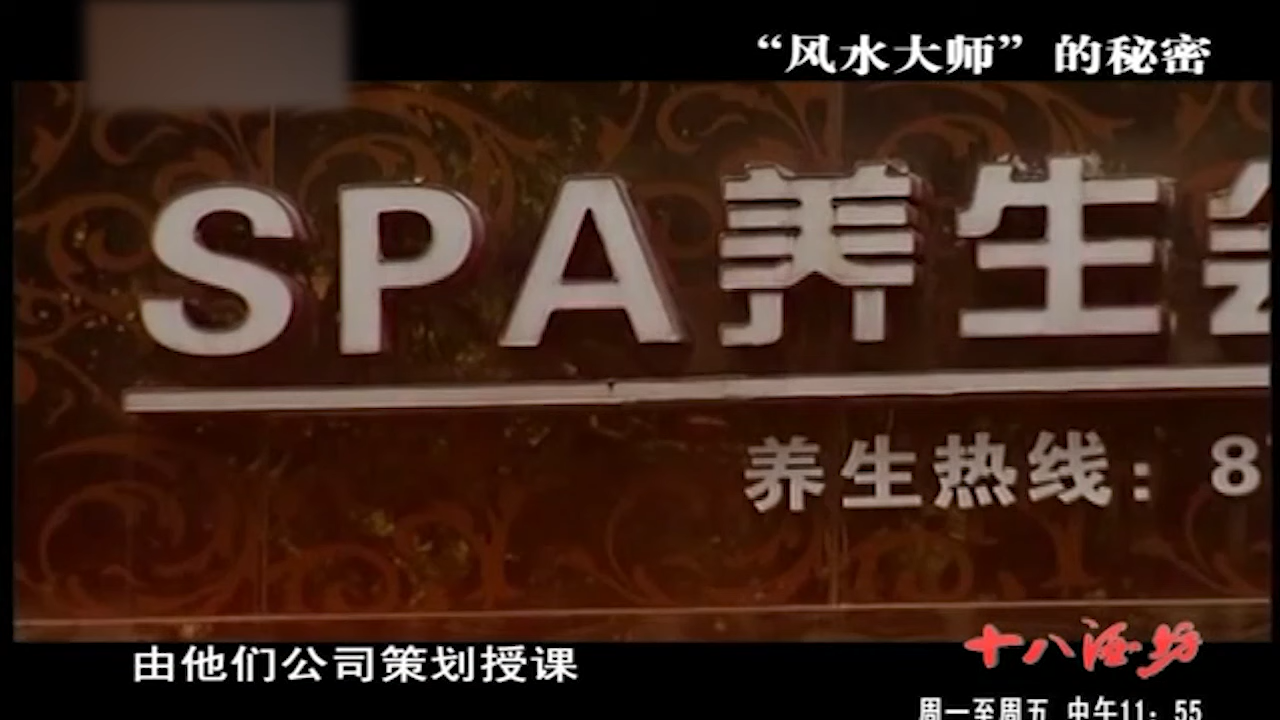 “风水大师”的秘密
SPA养生会
养生热线：8
由他们公司策划授课
十八酒坊
周一至周五 中午11：55